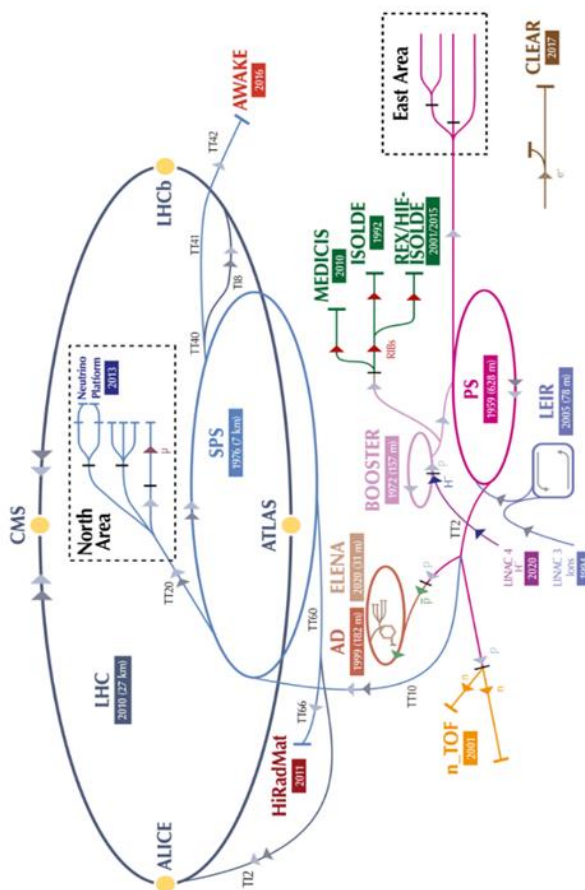 CMS
LHC
2010 (27 km)
North
Area
Neutrino
Platform
2013
μ
ALICE
LHCb
TT20
TT40
TT41
TT42
SPS
1976 (7 km)
TI2
TI8
ATLAS
AWAKE
2016
HiRadMat
2011
TT66
TT60
TT10
AD
1999 (182 m)
ELENA
2020 (31 m)
p
p
BOOSTER
1972 (157 m)
p
H-
RIBs
MEDICIS
2010
ISOLDE
1992
REX/HIE-
ISOLDE
2001/2015
East Area
n_TOF
2001
n
n
p
TT2
PS
1959 (628 m)
LINAC 4
H-
2020
LINAC 3
Ions
LEIR
2005 (78 m)
e-
CLEAR
2017